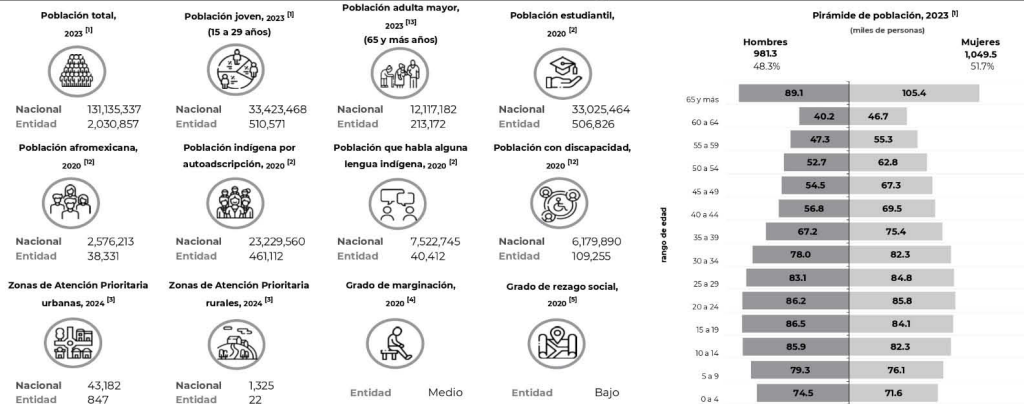 Población total,
2023 [1]
Nacional 131,135,337
Entidad 2,030,857
Población joven, 2023 [1]
(15 a 29 años)
Nacional 33,423,468
Entidad 510,571
Población adulta mayor,
2023 [13]
(65 y más años)
Nacional 12,117,182
Entidad 213,172
Población estudiantil,
2020 [2]
Nacional 33,025,464
Entidad 506,826
Población afromexicana,
2020 [12]
Nacional 2,576,213
Entidad 38,331
Población indígena por
autoadscripción, 2020 [2]
Nacional 23,229,560
Entidad 461,112
Población que habla alguna
lengua indígena, 2020 [2]
Nacional 7,522,745
Entidad 40,412
Población con discapacidad,
2020 [12]
Nacional 6,179,890
Entidad 109,255
Zonas de Atención Prioritaria
urbanas, 2024 [3]
Nacional 43,182
Entidad 847
Zonas de Atención Prioritaria
rurales, 2024 [3]
Nacional 1,325
Entidad 22
Grado de marginación,
2020 [4]
Entidad Medio
Grado de rezago social,
2020 [5]
Entidad Bajo
Pirámide de población, 2023 [1]
(miles de personas)
Hombres Mujeres
981.3 1,049.5
48.3% 51.7%
rango de edad
65 y más 89.1 105.4
60 a 64 40.2 46.7
55 a 59 47.3 55.3
50 a 54 52.7 62.8
45 a 49 54.5 67.3
40 a 44 56.8 69.5
35 a 39 67.2 75.4
30 a 34 78.0 82.3
25 a 29 83.1 84.8
20 a 24 86.2 85.8
15 a 19 86.5 84.1
10 a 14 85.9 82.3
5 a 9 79.3 76.1
0 a 4 74.5 71.6